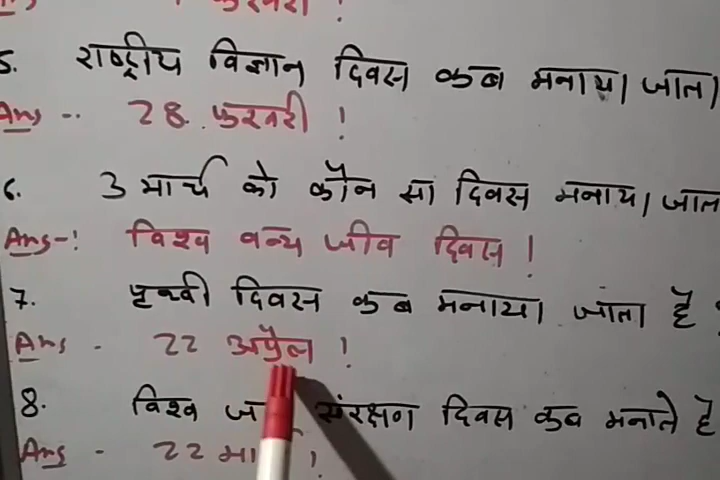 5. राष्ट्रीय विज्ञान दिवस कब मनाया जाता
Ans .. 28 फरवरी !
6. 3 मार्च को कौन सा दिवस मनाया जाता
Ans-! विश्व वन्य जीव दिवस !
7. पृथ्वी दिवस कब मनाया जाता है ?
Ans - 22 अप्रैल !
8. विश्व संरक्षण दिवस कब मनाते है
Ans - 22 !